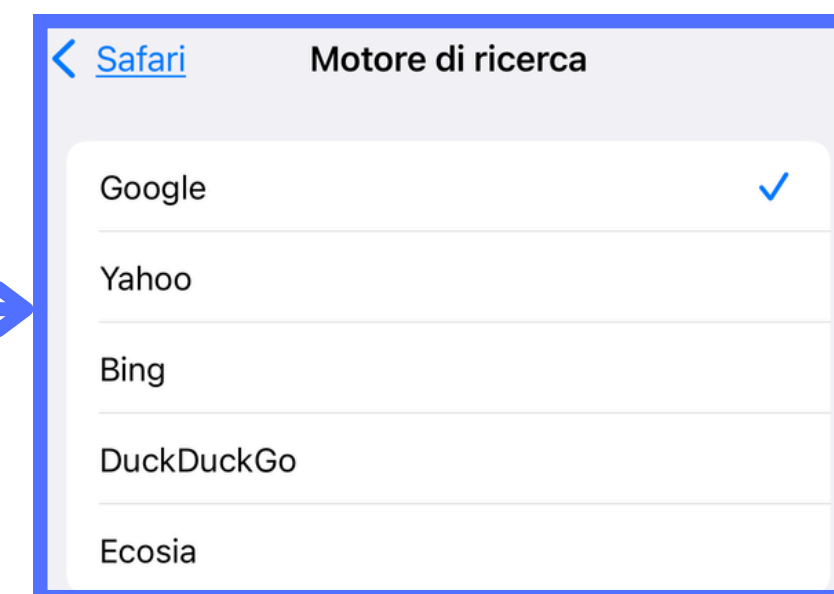 Safari Motore di ricerca
Google
Yahoo
Bing
DuckDuckGo
Ecosia